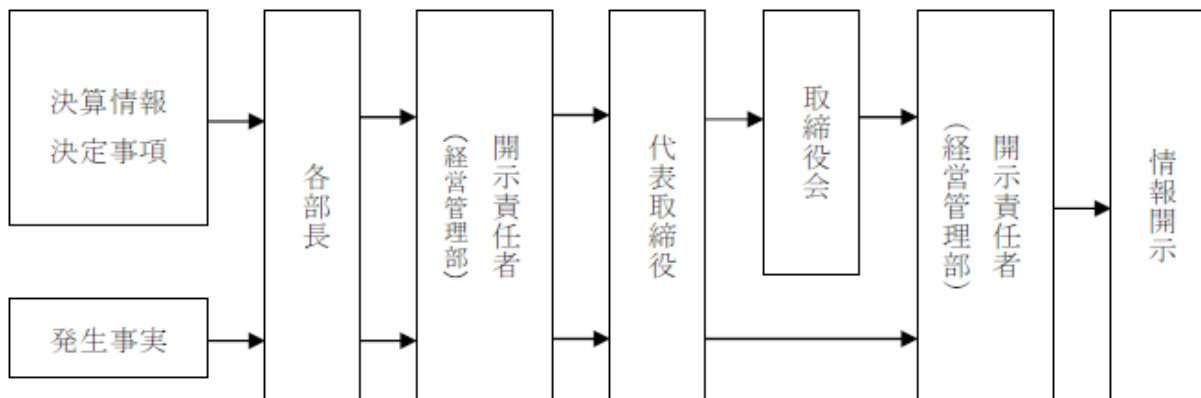 決算情報
決定事項
発生事実
各部長
開示責任者
(経営管理部)
代表取締役
取締役会
開示責任者
(経営管理部)
情報開示